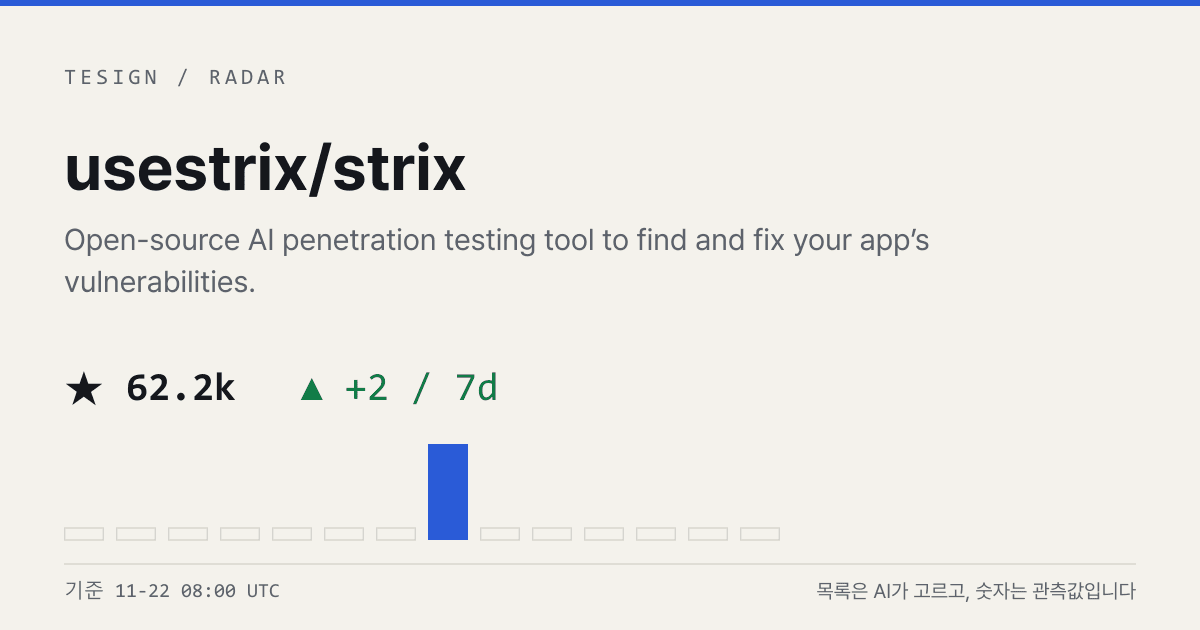 TESIGN / RADAR
usestrix/strix
Open-source AI penetration testing tool to find and fix your app’s
vulnerabilities.
★ 62.2k ▲ +2 / 7d
기준 11-22 08:00 UTC
목록은 AI가 고르고, 숫자는 관측값입니다